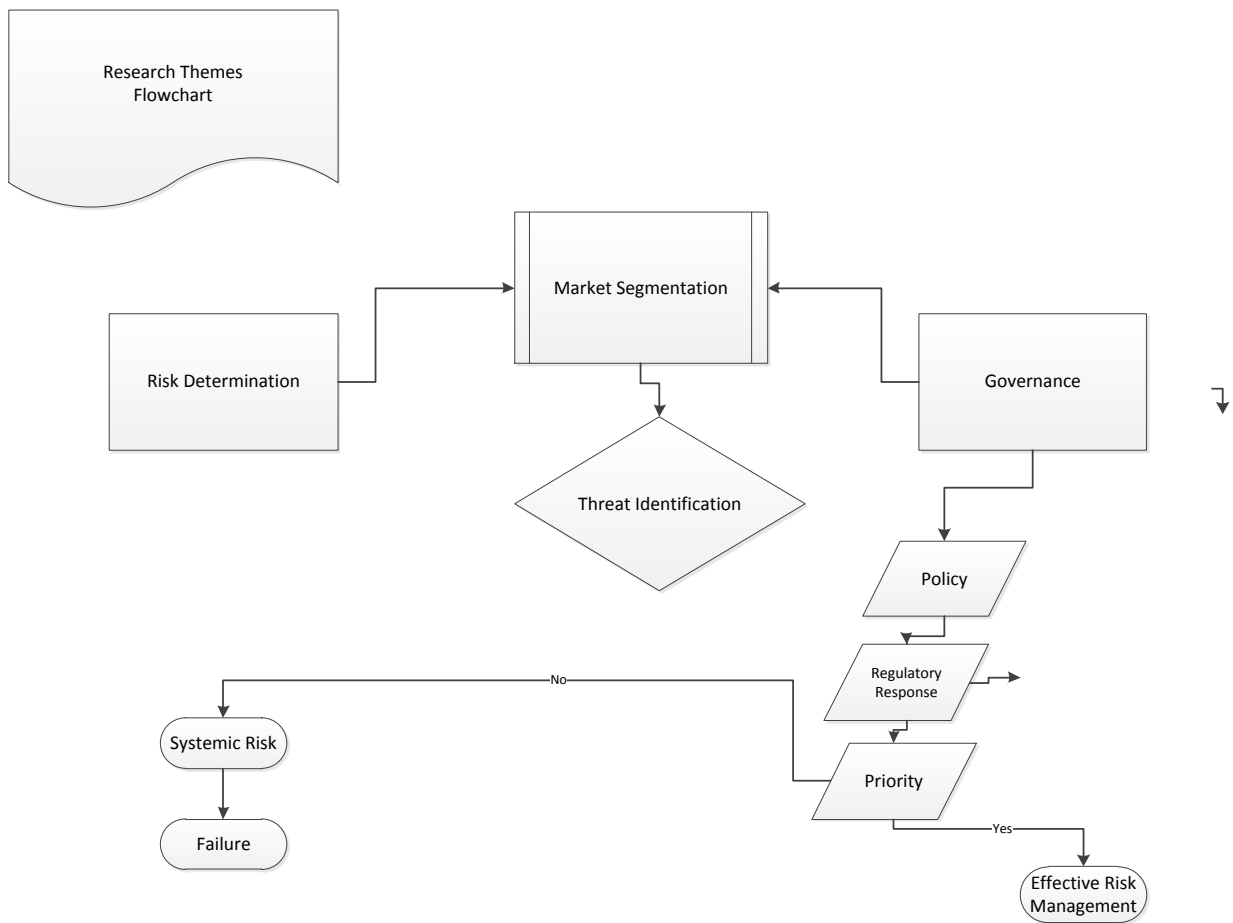 Research Themes
Flowchart
Market Segmentation
Risk Determination
Governance
Threat Identification
Policy
Regulatory
Response
No
Systemic Risk
Priority
Yes
Failure
Effective Risk
Management